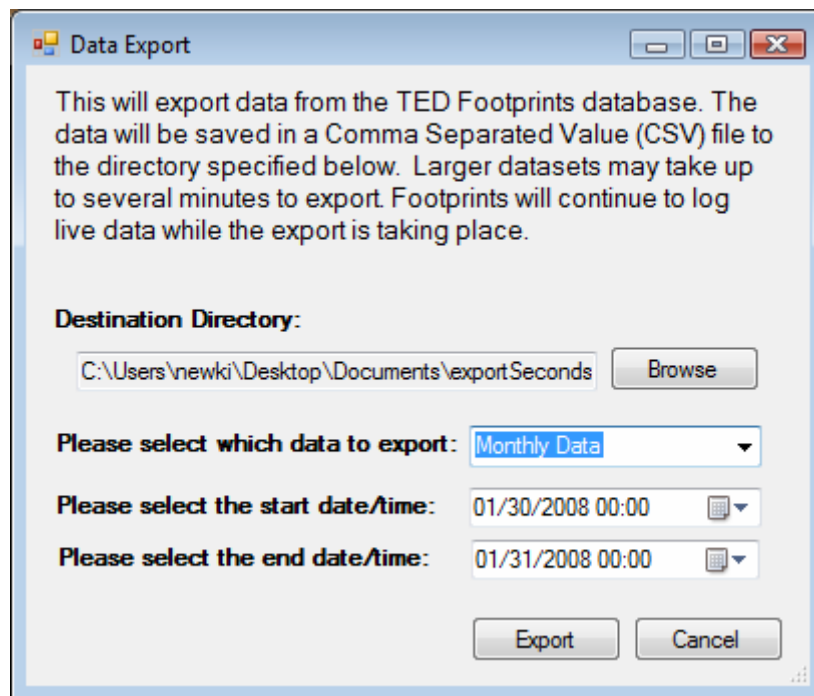 Data Export
This will export data from the TED Footprints database. The
data will be saved in a Comma Separated Value (CSV) file to
the directory specified below.  Larger datasets may take up
to several minutes to export. Footprints will continue to log
live data while the export is taking place.
Destination Directory:
C:\Users\newki\Desktop\Documents\exportSeconds
Browse
Please select which data to export: Monthly Data
Please select the start date/time: 01/30/2008 00:00
Please select the end date/time: 01/31/2008 00:00
Export Cancel